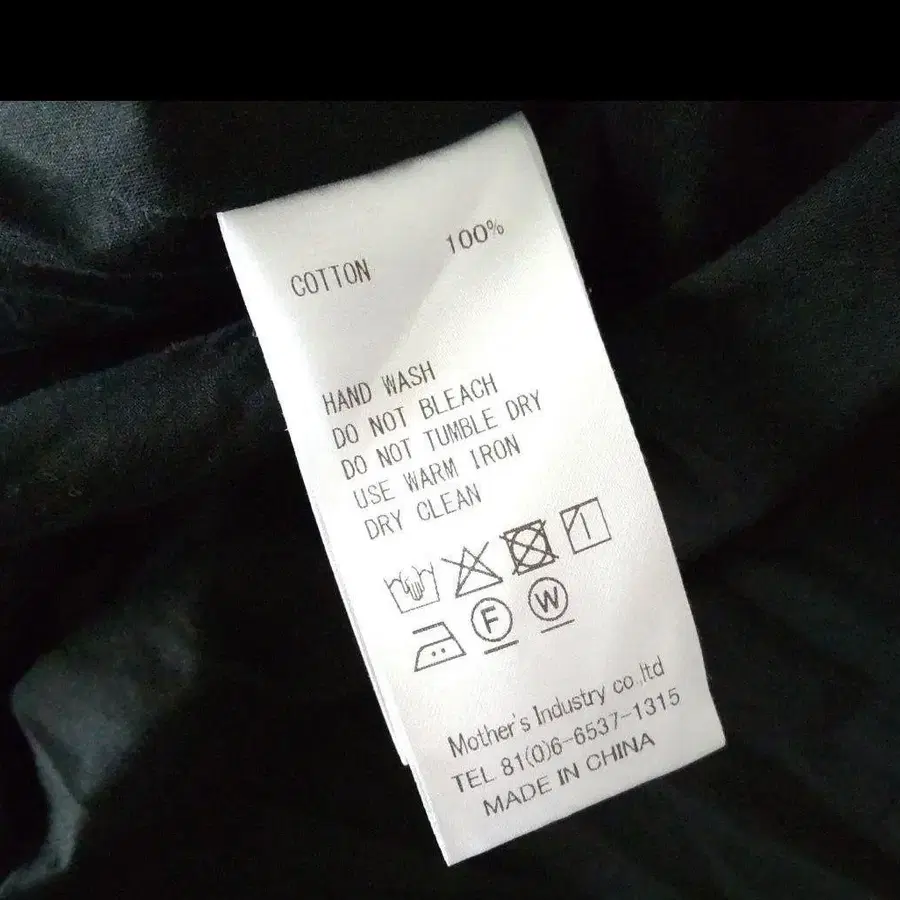 COTTON 100%
HAND WASH
DO NOT BLEACH
DO NOT TUMBLE DRY
USE WARM IRON
DRY CLEAN
F W
Mother's Industry co.,ltd
TEL 81(0)6-6537-1315
MADE IN CHINA